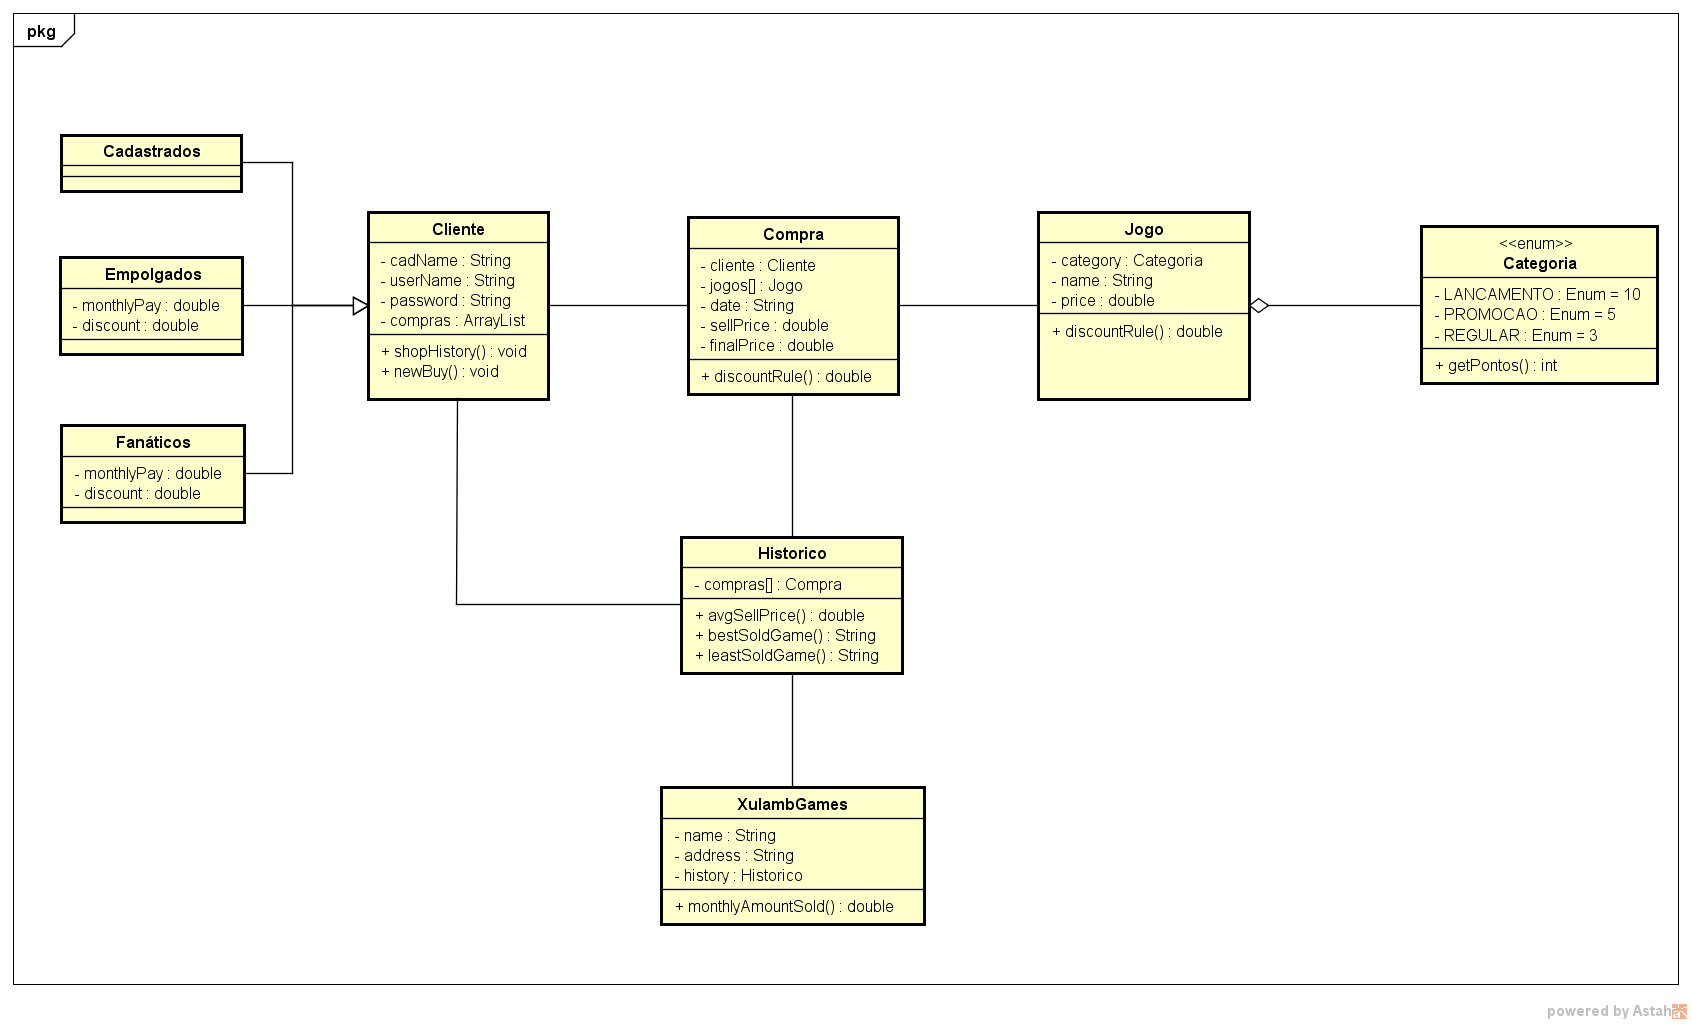 pkg
Cadastrados
Empolgados
- monthlyPay : double
- discount : double
Fanáticos
- monthlyPay : double
- discount : double
Cliente
- cadName : String
- userName : String
- password : String
- compras : ArrayList
+ shopHistory() : void
+ newBuy() : void
Compra
- cliente : Cliente
- jogos[] : Jogo
- date : String
- sellPrice : double
- finalPrice : double
+ discountRule() : double
Jogo
- category : Categoria
- name : String
- price : double
+ discountRule() : double
<<enum>>
Categoria
- LANCAMENTO : Enum = 10
- PROMOCAO : Enum = 5
- REGULAR : Enum = 3
+ getPontos() : int
Historico
- compras[] : Compra
+ avgSellPrice() : double
+ bestSoldGame() : String
+ leastSoldGame() : String
XulambGames
- name : String
- address : String
- history : Historico
+ monthlyAmountSold() : double
powered by Astah